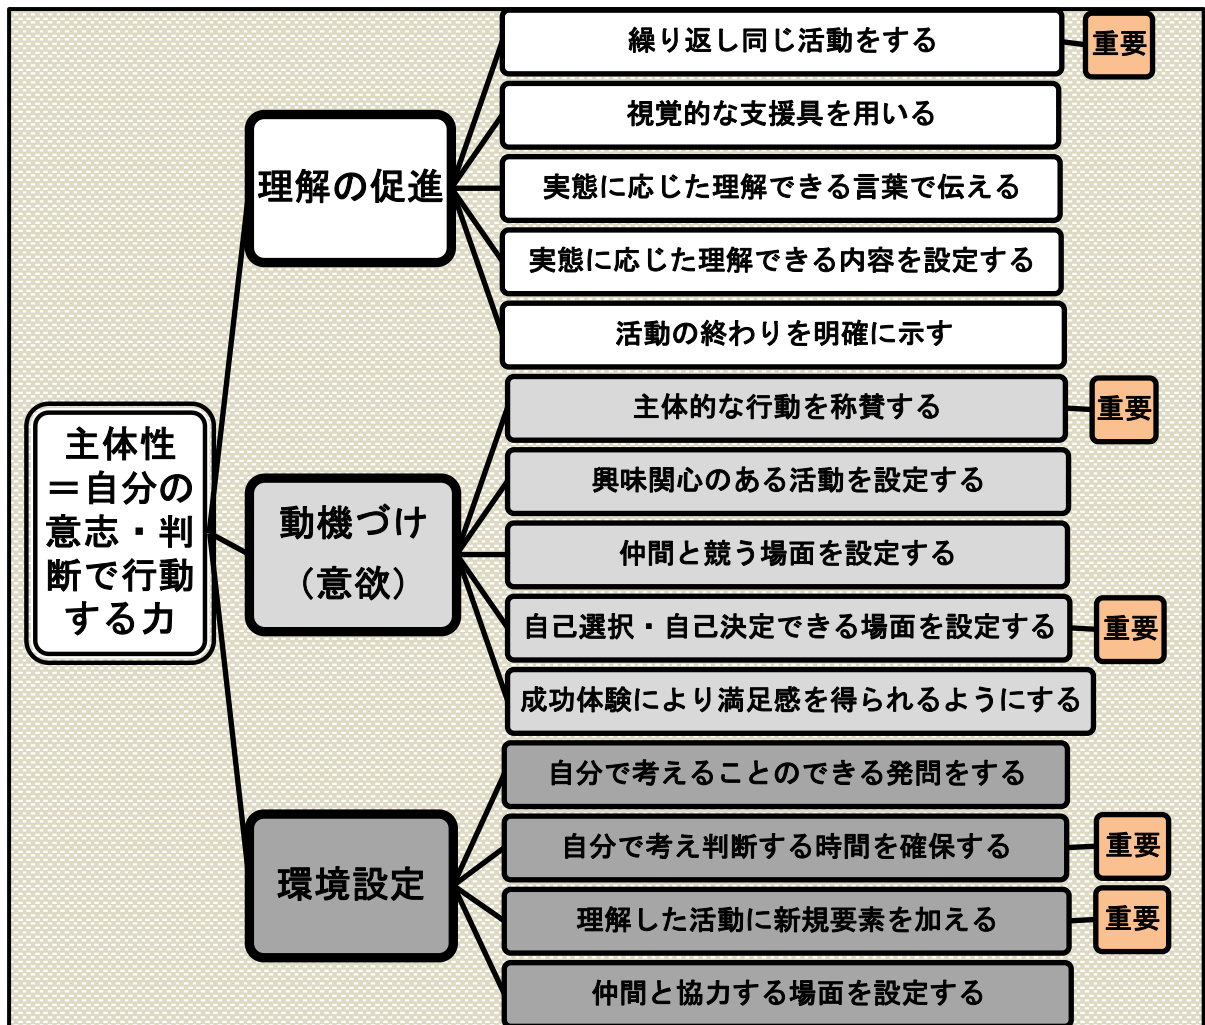 主体性
＝自分の
意志・判
断で行動
する力
理解の促進
繰り返し同じ活動をする
重要
視覚的な支援具を用いる
実態に応じた理解できる言葉で伝える
実態に応じた理解できる内容を設定する
活動の終わりを明確に示す
動機づけ
（意欲）
主体的な行動を称賛する
重要
興味関心のある活動を設定する
仲間と競う場面を設定する
自己選択・自己決定できる場面を設定する
重要
成功体験により満足感を得られるようにする
環境設定
自分で考えることのできる発問をする
自分で考え判断する時間を確保する
重要
理解した活動に新規要素を加える
重要
仲間と協力する場面を設定する